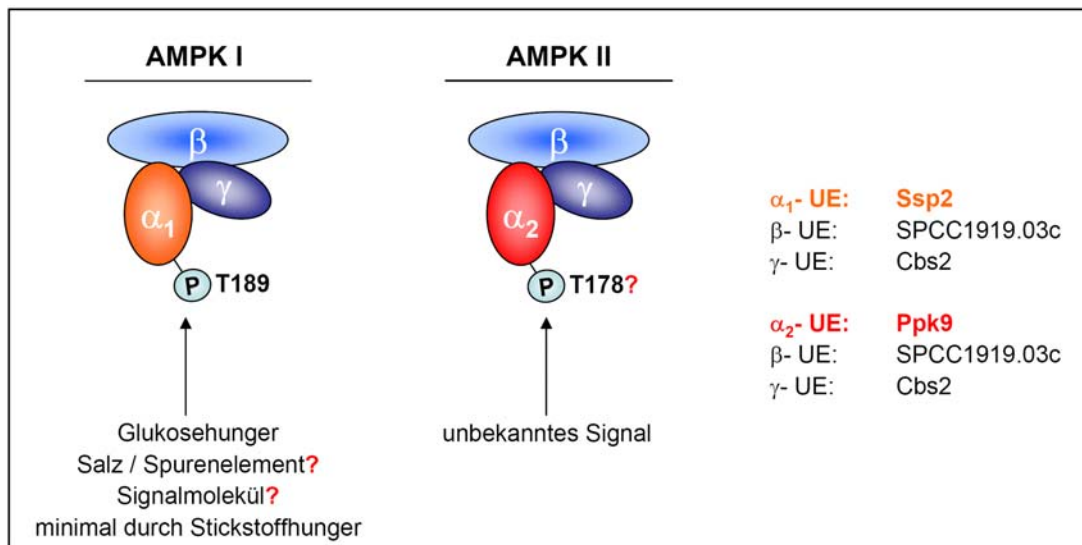 AMPK I
β
γ
α1
P T189
Glukosehunger
Salz / Spurenelement?
Signalmolekül?
minimal durch Stickstoffhunger
AMPK II
β
γ
α2
P T178?
unbekanntes Signal
α1- UE: Ssp2
β- UE: SPCC1919.03c
γ- UE: Cbs2
α2- UE: Ppk9
β- UE: SPCC1919.03c
γ- UE: Cbs2